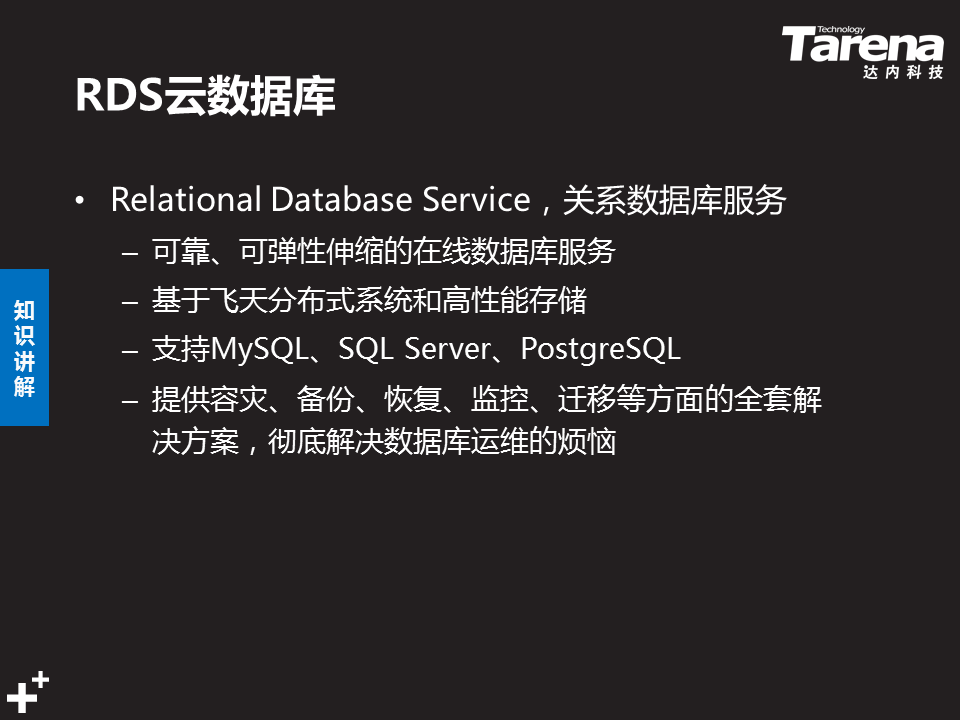 Technology
Tarena
达内科技
RDS云数据库
• Relational Database Service，关系数据库服务
– 可靠、可弹性伸缩的在线数据库服务
– 基于飞天分布式系统和高性能存储
– 支持MySQL、SQL Server、PostgreSQL
– 提供容灾、备份、恢复、监控、迁移等方面的全套解
决方案，彻底解决数据库运维的烦恼
知
识
讲
解